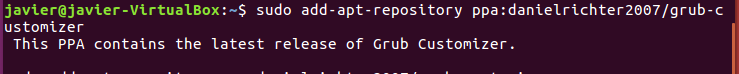 javier@javier-VirtualBox:~$ sudo add-apt-repository ppa:danielrichter2007/grub-c
ustomizer
 This PPA contains the latest release of Grub Customizer.